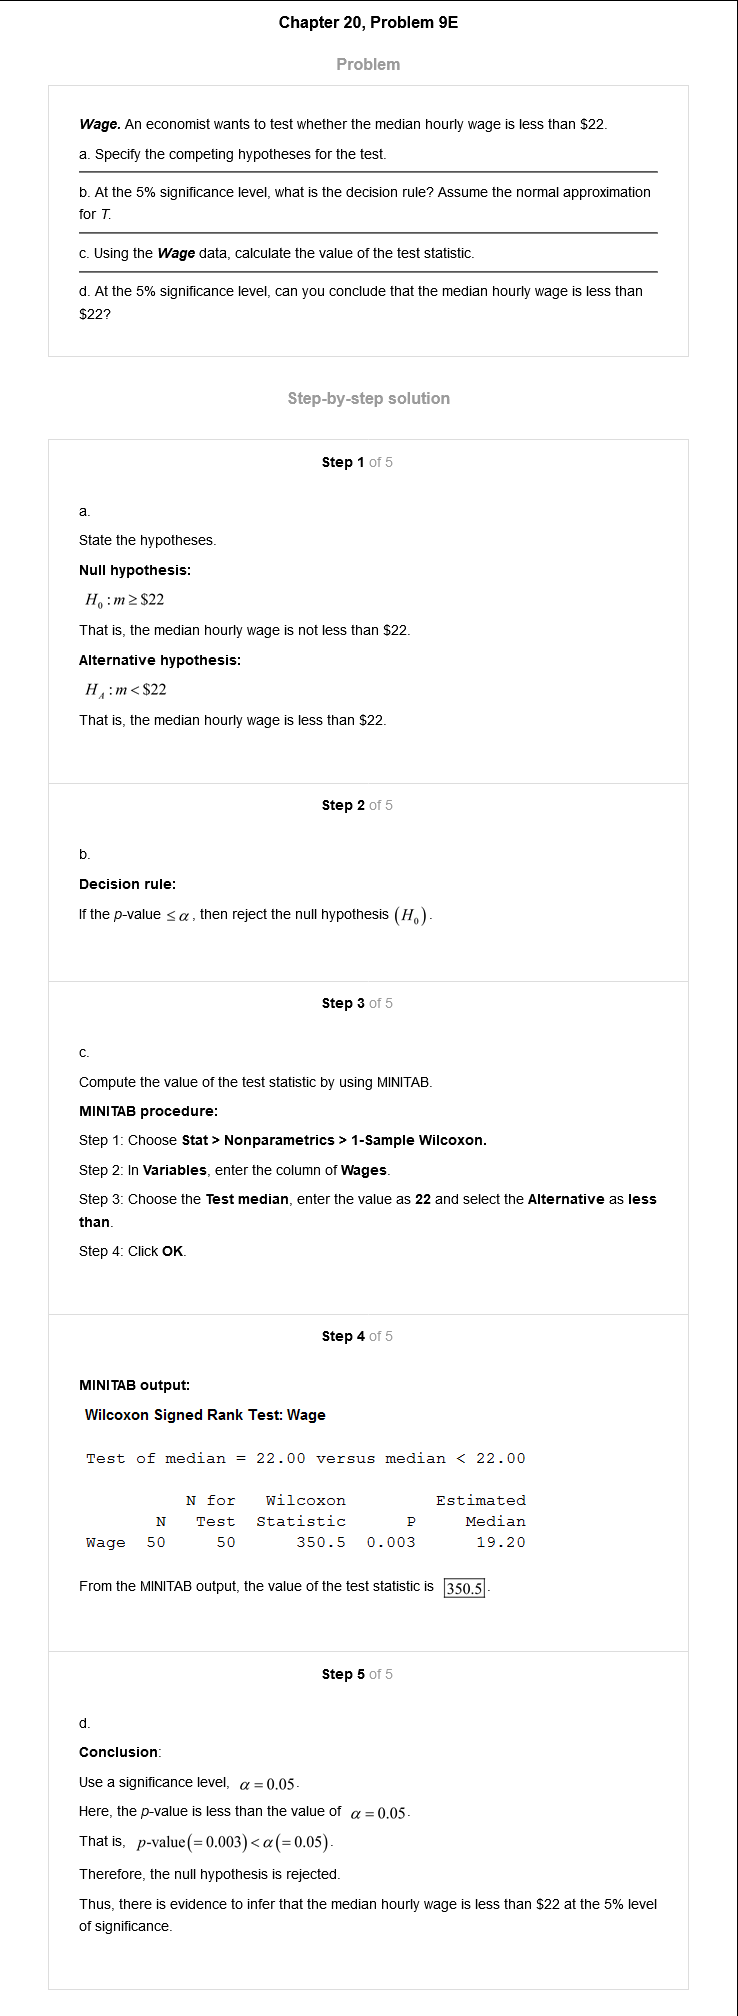 Chapter 20, Problem 9E
Problem
Wage. An economist wants to test whether the median hourly wage is less than $22.
a. Specify the competing hypotheses for the test.
b. At the 5% significance level, what is the decision rule? Assume the normal approximation
for T.
c. Using the Wage data, calculate the value of the test statistic.
d. At the 5% significance level, can you conclude that the median hourly wage is less than
$22?
Step-by-step solution
Step 1 of 5
a.
State the hypotheses.
Null hypothesis:
H₀ : m ≥ $22
That is, the median hourly wage is not less than $22.
Alternative hypothesis:
H_A : m < $22
That is, the median hourly wage is less than $22.
Step 2 of 5
b.
Decision rule:
If the p-value ≤ α, then reject the null hypothesis (H₀).
Step 3 of 5
c.
Compute the value of the test statistic by using MINITAB.
MINITAB procedure:
Step 1: Choose Stat > Nonparametrics > 1-Sample Wilcoxon.
Step 2: In Variables, enter the column of Wages.
Step 3: Choose the Test median, enter the value as 22 and select the Alternative as less
than.
Step 4: Click OK.
Step 4 of 5
MINITAB output:
Wilcoxon Signed Rank Test: Wage
Test of median = 22.00 versus median < 22.00
N for Wilcoxon Estimated
N Test Statistic P Median
Wage 50 50 350.5 0.003 19.20
From the MINITAB output, the value of the test statistic is 350.5.
Step 5 of 5
d.
Conclusion:
Use a significance level, α = 0.05.
Here, the p-value is less than the value of α = 0.05.
That is, p-value(= 0.003) < α(= 0.05).
Therefore, the null hypothesis is rejected.
Thus, there is evidence to infer that the median hourly wage is less than $22 at the 5% level
of significance.